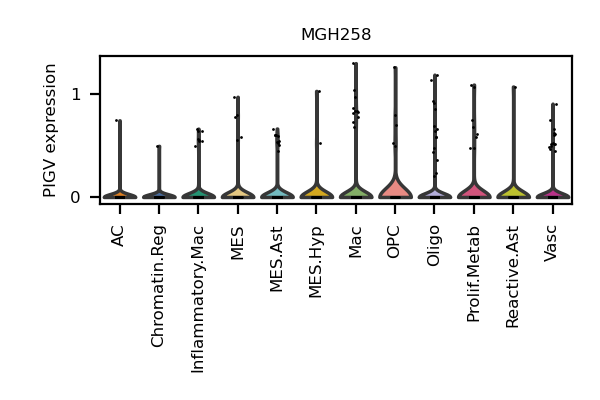 MGH258
PIGV expression
1
0
AC
Chromatin.Reg
Inflammatory.Mac
MES
MES.Ast
MES.Hyp
Mac
OPC
Oligo
Prolif.Metab
Reactive.Ast
Vasc